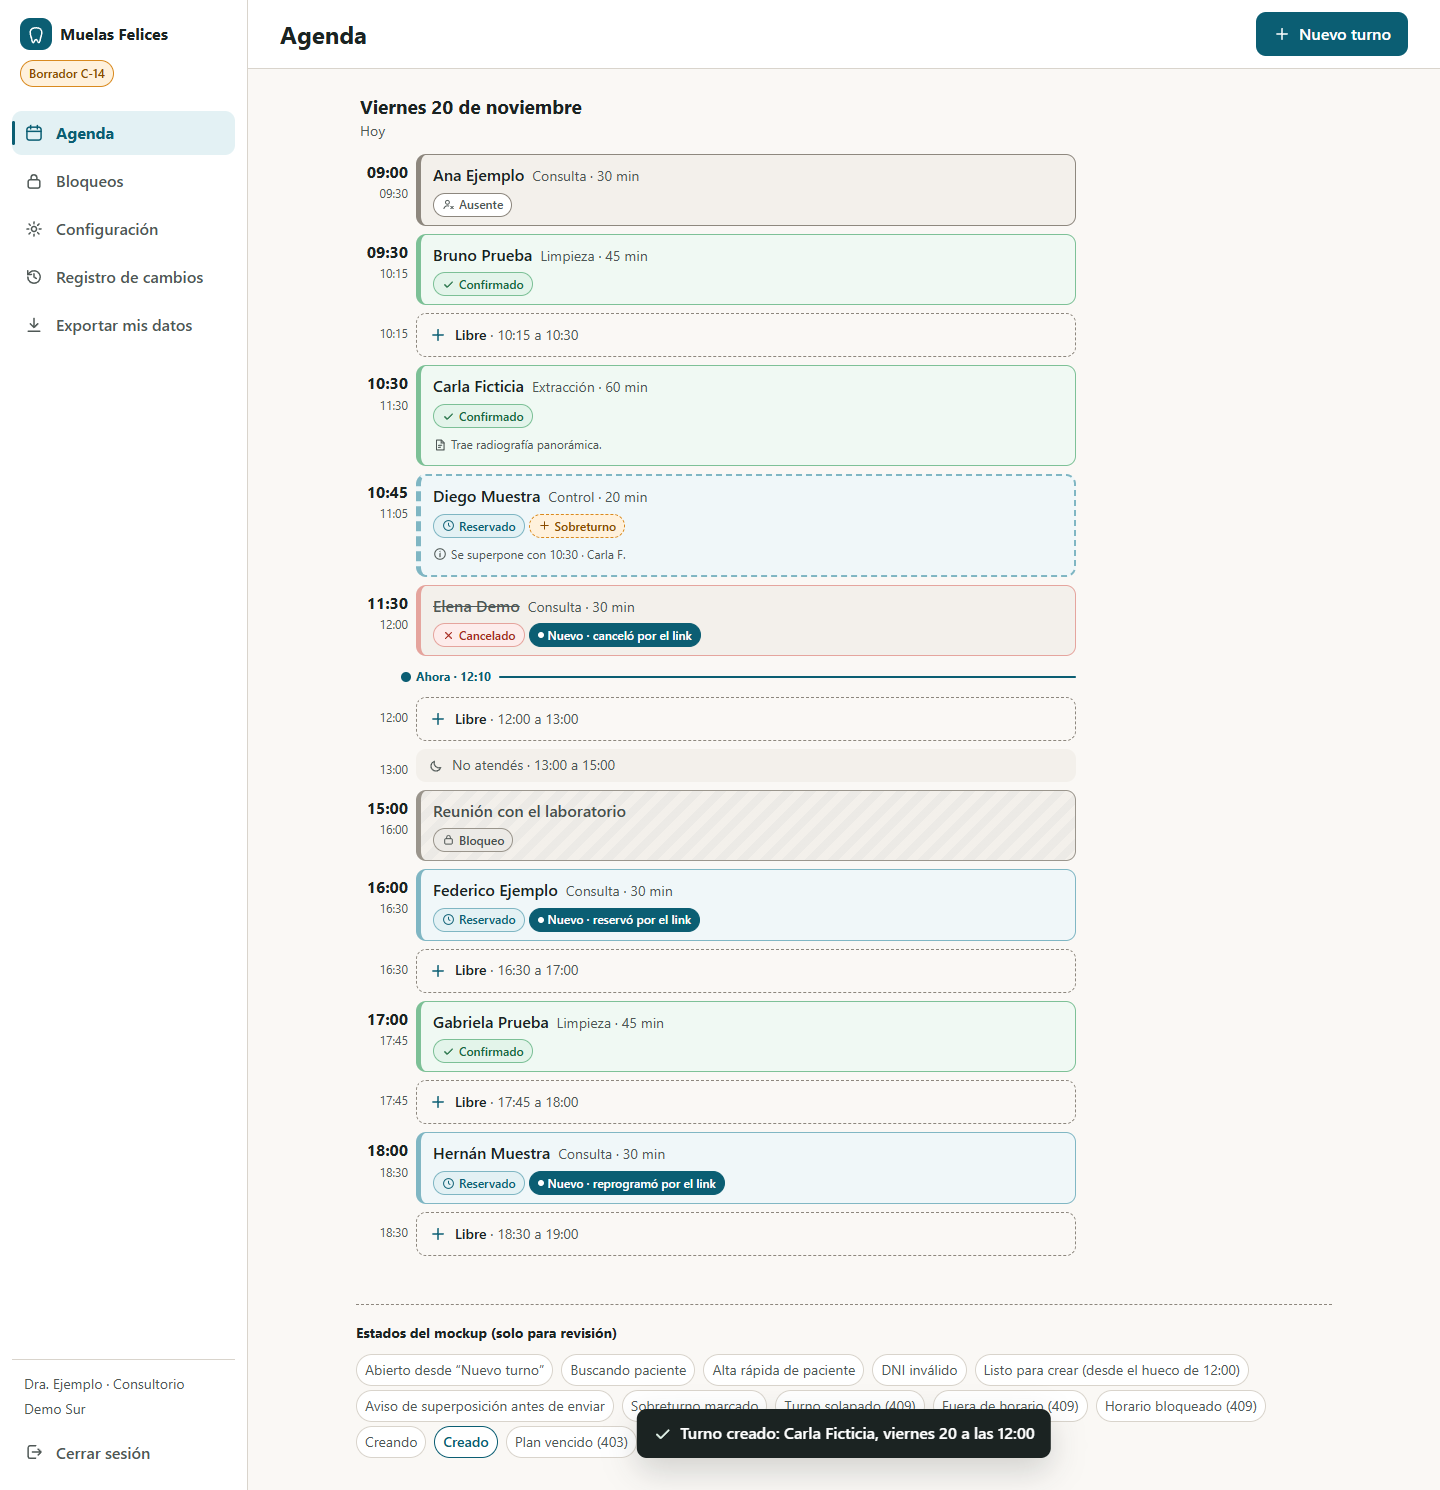 Muelas Felices
Borrador C-14
Agenda
Bloqueos
Configuración
Registro de cambios
Exportar mis datos
Dra. Ejemplo · Consultorio
Demo Sur
Cerrar sesión
Agenda
+ Nuevo turno
Viernes 20 de noviembre
Hoy
09:00 Ana Ejemplo Consulta · 30 min
09:30 Ausente
09:30 Bruno Prueba Limpieza · 45 min
10:15 Confirmado
10:15 + Libre · 10:15 a 10:30
10:30 Carla Ficticia Extracción · 60 min
11:30 Confirmado
Trae radiografía panorámica.
10:45 Diego Muestra Control · 20 min
11:05 Reservado + Sobreturno
Se superpone con 10:30 · Carla F.
11:30 Elena Demo Consulta · 30 min
12:00 Cancelado Nuevo · canceló por el link
Ahora · 12:10
12:00 + Libre · 12:00 a 13:00
13:00 No atendés · 13:00 a 15:00
15:00 Reunión con el laboratorio
16:00 Bloqueo
16:00 Federico Ejemplo Consulta · 30 min
16:30 Reservado Nuevo · reservó por el link
16:30 + Libre · 16:30 a 17:00
17:00 Gabriela Prueba Limpieza · 45 min
17:45 Confirmado
17:45 + Libre · 17:45 a 18:00
18:00 Hernán Muestra Consulta · 30 min
18:30 Reservado Nuevo · reprogramó por el link
18:30 + Libre · 18:30 a 19:00
Estados del mockup (solo para revisión)
Abierto desde “Nuevo turno” Buscando paciente Alta rápida de paciente DNI inválido Listo para crear (desde el hueco de 12:00)
Aviso de superposición antes de enviar Sobreturno marcado Turno solapado (409) Fuera de horario (409) Horario bloqueado (409)
Creando Creado Plan vencido (403)
Turno creado: Carla Ficticia, viernes 20 a las 12:00